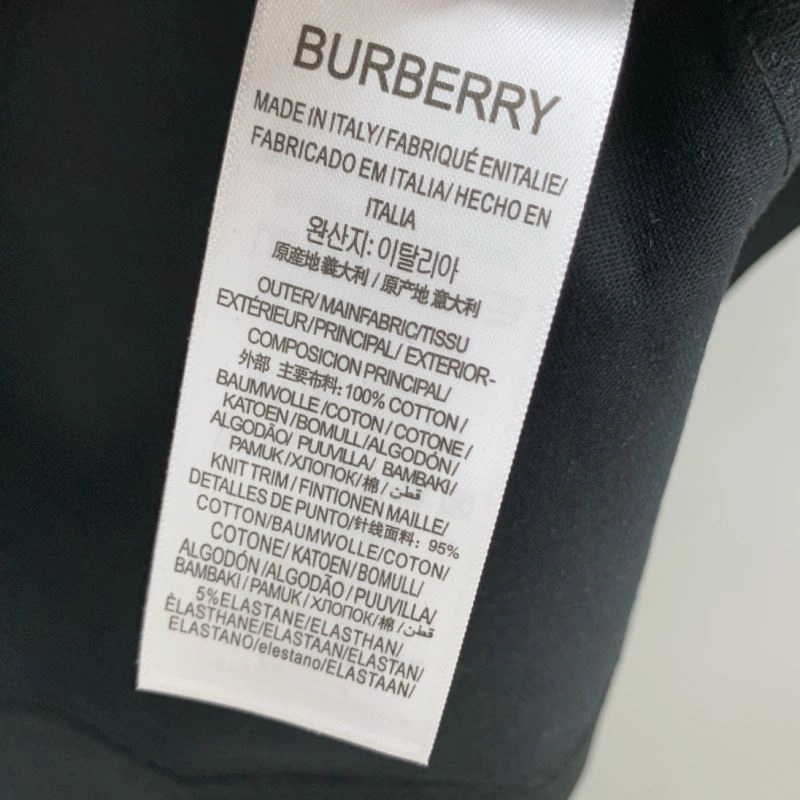 BURBERRY
MADE IN ITALY/ FABRIQUÉ ENITALIE/
FABRICADO EM ITALIA/ HECHO EN
ITALIA
완산지: 이탈리아
原産地 義大利 / 原产地 意大利
OUTER/ MAINFABRIC/TISSU
EXTÉRIEUR/PRINCIPAL/ EXTERIOR-
COMPOSICION PRINCIPAL/
外部 主要布料: 100% COTTON /
BAUMWOLLE /COTON / COTONE /
KATOEN / BOMULL / ALGODÓN/
ALGODÃO/ PUUVILLA/ BAMBAKI/
PAMUK / ХЛОПОК/ 棉 / قطن
KNIT TRIM / FINTIONEN MAILLE/
DETALLES DE PUNTO/针线面料: 95%
COTTON/BAUMWOLLE/COTON/
COTONE/ KATOEN/BOMULL/
ALGODÓN/ALGODÃO / PUUVILLA/
BAMBAKI / PAMUK / ХЛОПОК/ 棉 / قطن
5%ELASTANE/ELASTHAN/
ÈLASTHANE/ELASTAAN/ELASTAN/
ELASTANO/elestano/ELASTAAN/